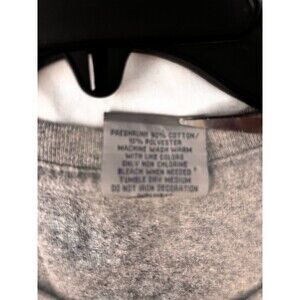 PRESHRUNK 90% COTTON/
10% POLYESTER
MACHINE WASH WARM
WITH LIKE COLORS
ONLY NON CHLORINE
BLEACH WHEN NEEDED
TUMBLE DRY MEDIUM
DO NOT IRON DECORATION